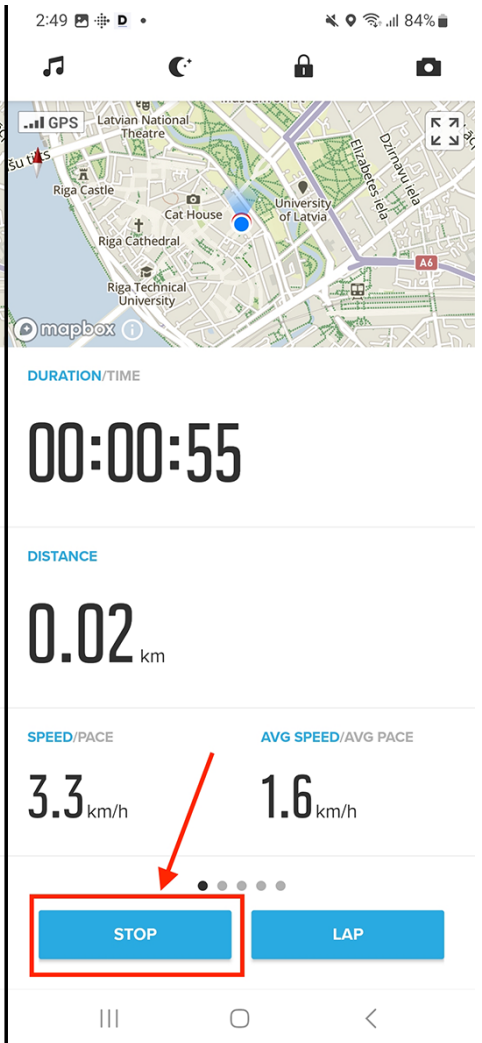 2:49 D
84%
GPS
Latvian National
Theatre
Elizabetes iela
Dzirnavu iela
Riga Castle
Cat House
University
of Latvia
Riga Cathedral
A6
Riga Technical
University
mapbox
DURATION/TIME
00:00:55
DISTANCE
0.02 km
SPEED/PACE
AVG SPEED/AVG PACE
3.3 km/h
1.6 km/h
STOP
LAP